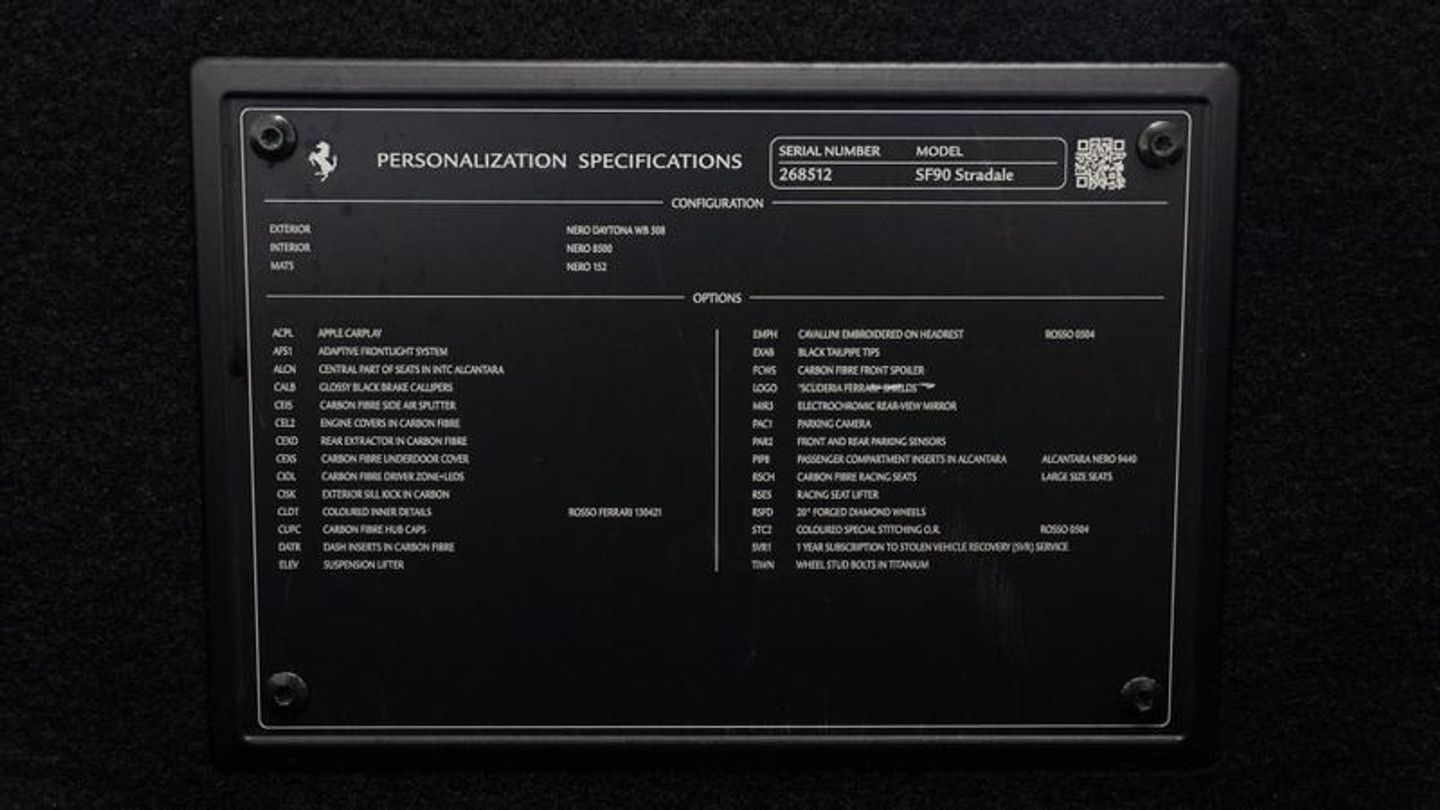 PERSONALIZATION SPECIFICATIONS
SERIAL NUMBER MODEL
268512 SF90 Stradale
CONFIGURATION
EXTERIOR NERO DAYTONA WB 508
INTERIOR NERO 8500
MATS NERO 152
OPTIONS
ACPL APPLE CARPLAY
AFS1 ADAPTIVE FRONTLIGHT SYSTEM
ALCN CENTRAL PART OF SEATS IN INTC ALCANTARA
CALB GLOSSY BLACK BRAKE CALLIPERS
CEIS CARBON FIBRE SIDE AIR SPLITTER
CEL2 ENGINE COVERS IN CARBON FIBRE
CEXD REAR EXTRACTOR IN CARBON FIBRE
CEXS CARBON FIBRE UNDERDOOR COVER
CIOL CARBON FIBRE DRIVER ZONE+LEDS
CISK EXTERIOR SILL KICK IN CARBON
CLDT COLOURED INNER DETAILS ROSSO FERRARI 130421
CUPC CARBON FIBRE HUB CAPS
DATR DASH INSERTS IN CARBON FIBRE
ELEV SUSPENSION LIFTER
EMPH CAVALLINI EMBROIDERED ON HEADREST ROSSO 0504
EXAB BLACK TAILPIPE TIPS
FCWS CARBON FIBRE FRONT SPOILER
LOGO "SCUDERIA FERRARI SHIELDS"
MIR3 ELECTROCHROMIC REAR-VIEW MIRROR
PAC1 PARKING CAMERA
PAR2 FRONT AND REAR PARKING SENSORS
PIP8 PASSENGER COMPARTMENT INSERTS IN ALCANTARA ALCANTARA NERO 9440
RSCH CARBON FIBRE RACING SEATS LARGE SIZE SEATS
RSES RACING SEAT LIFTER
RSPD 20" FORGED DIAMOND WHEELS
STC2 COLOURED SPECIAL STITCHING O.R. ROSSO 0504
SVR1 1 YEAR SUBSCRIPTION TO STOLEN VEHICLE RECOVERY (SVR) SERVICE
TIWN WHEEL STUD BOLTS IN TITANIUM